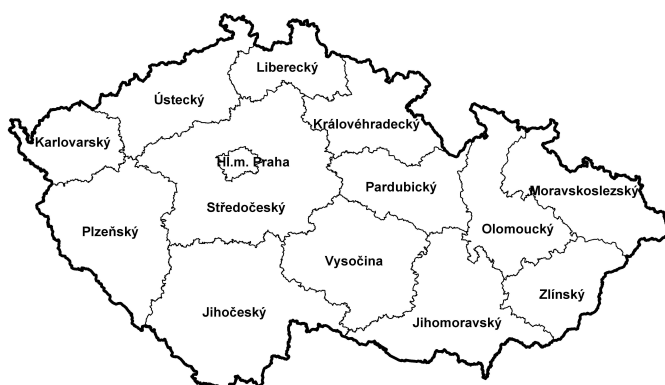 Liberecký
Ústecký
Královéhradecký
Karlovarský
Hl.m. Praha
Pardubický
Moravskoslezský
Středočeský
Plzeňský
Olomoucký
Vysočina
Zlínský
Jihočeský
Jihomoravský